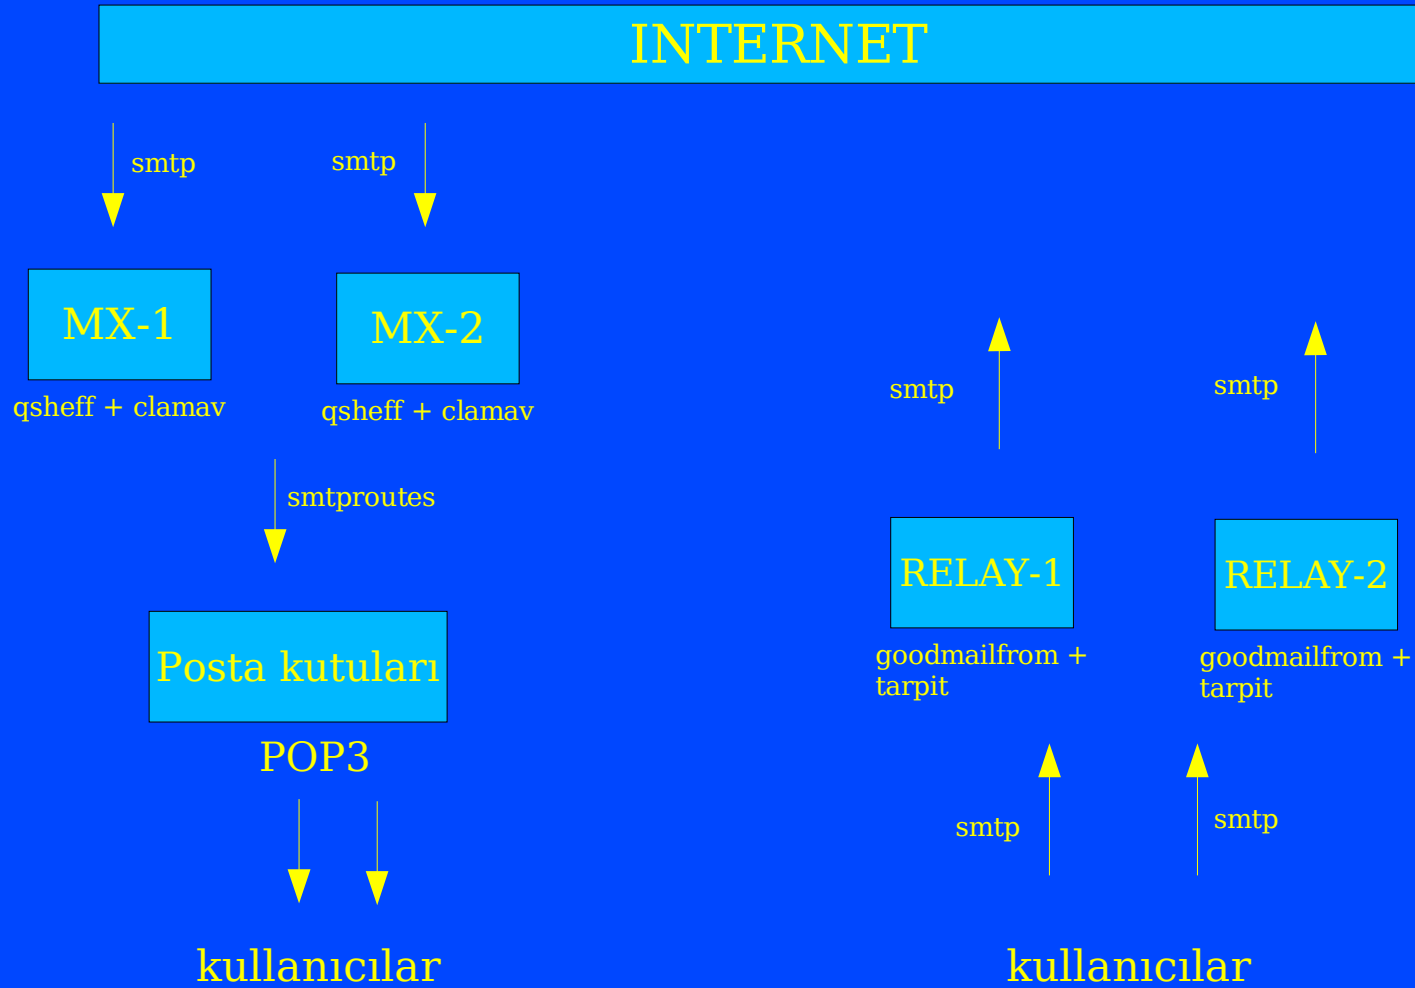 INTERNET
smtp
smtp
MX-1
MX-2
qsheff + clamav
qsheff + clamav
smtproutes
Posta kutuları
POP3
kullanıcılar
smtp
smtp
RELAY-1
RELAY-2
goodmailfrom +
tarpit
goodmailfrom +
tarpit
smtp
smtp
kullanıcılar